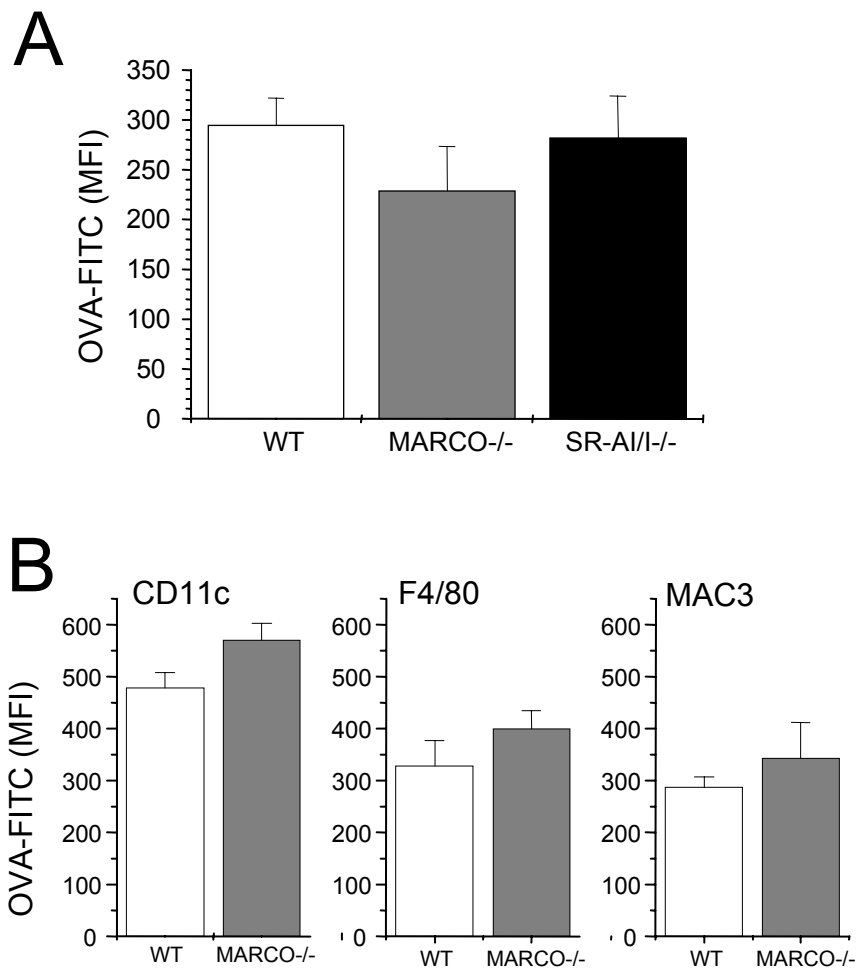 A
OVA-FITC (MFI)
350
300
250
200
150
100
50
0
WT MARCO-/- SR-AI/I-/-
B
OVA-FITC (MFI)
CD11c
600
500
400
300
200
100
0
WT MARCO-/-
F4/80
600
500
400
300
200
100
0
WT MARCO-/-
MAC3
600
500
400
300
200
100
0
WT MARCO-/-